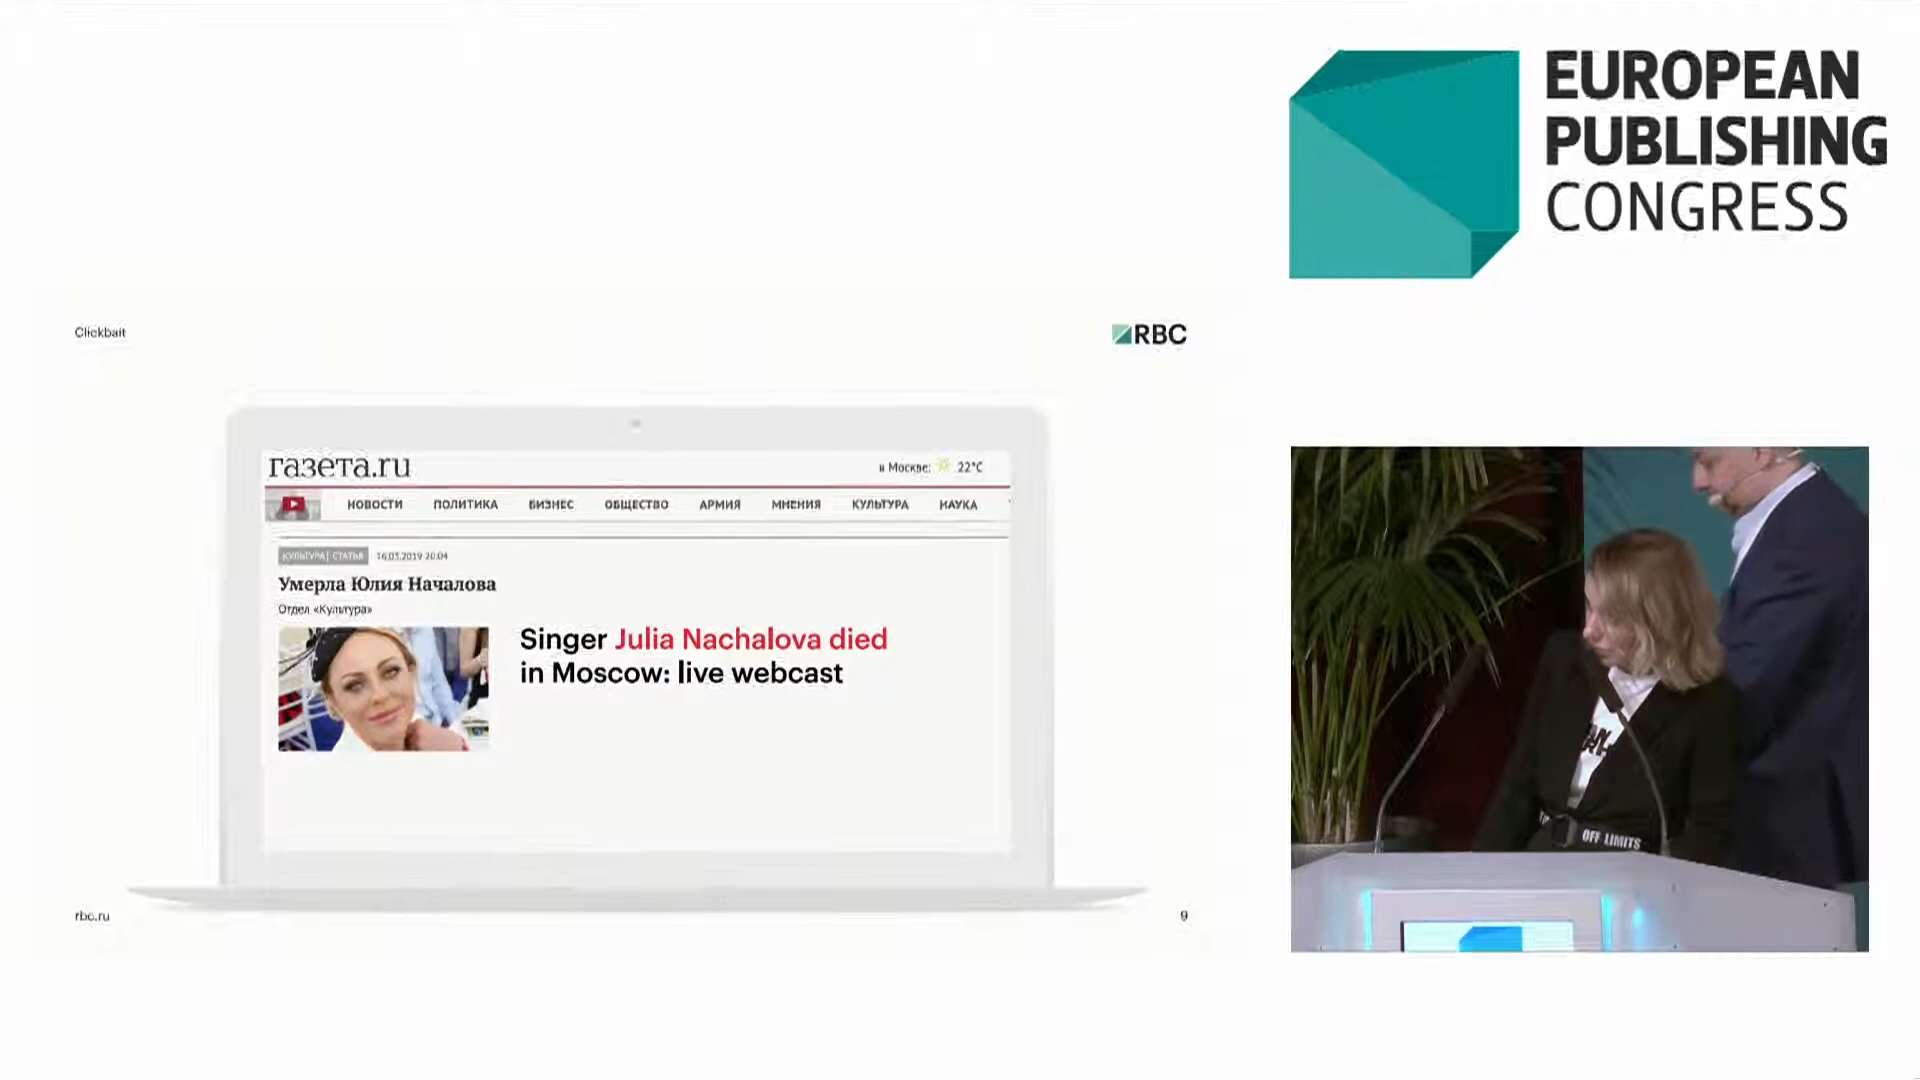 EUROPEAN
PUBLISHING
CONGRESS
Clickbait
RBC
газета.ru
в Москве: 22°C
НОВОСТИ ПОЛИТИКА БИЗНЕС ОБЩЕСТВО АРМИЯ МНЕНИЯ КУЛЬТУРА НАУКА
КУЛЬТУРА| СТАТЬЯ 16.03.2019 20:04
Умерла Юлия Началова
Отдел «Культура»
Singer Julia Nachalova died
in Moscow: live webcast
OFF LIMITS
rbc.ru
9